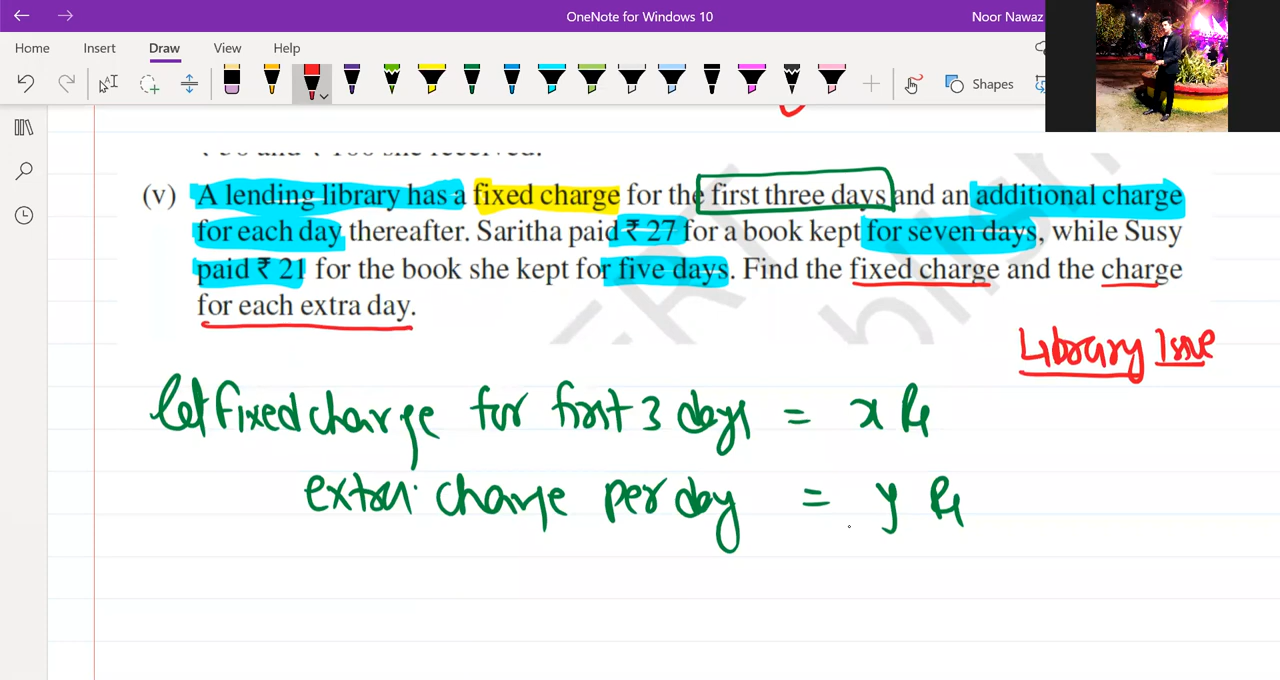 OneNote for Windows 10
Noor Nawaz
Home Insert Draw View Help
Shapes
(v) A lending library has a fixed charge for the first three days and an additional charge
for each day thereafter. Saritha paid ₹ 27 for a book kept for seven days, while Susy
paid ₹ 21 for the book she kept for five days. Find the fixed charge and the charge
for each extra day.
Library Issue
let fixed charge for first 3 days = x Rs
extra charge per day = y Rs